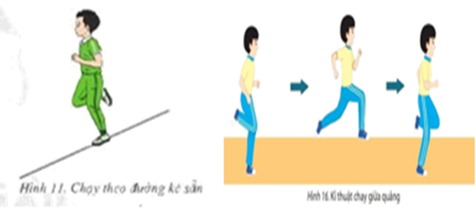 Hình 11. Chạy theo đường kẻ sẵn
Hình 16. Kĩ thuật chạy giữa quãng